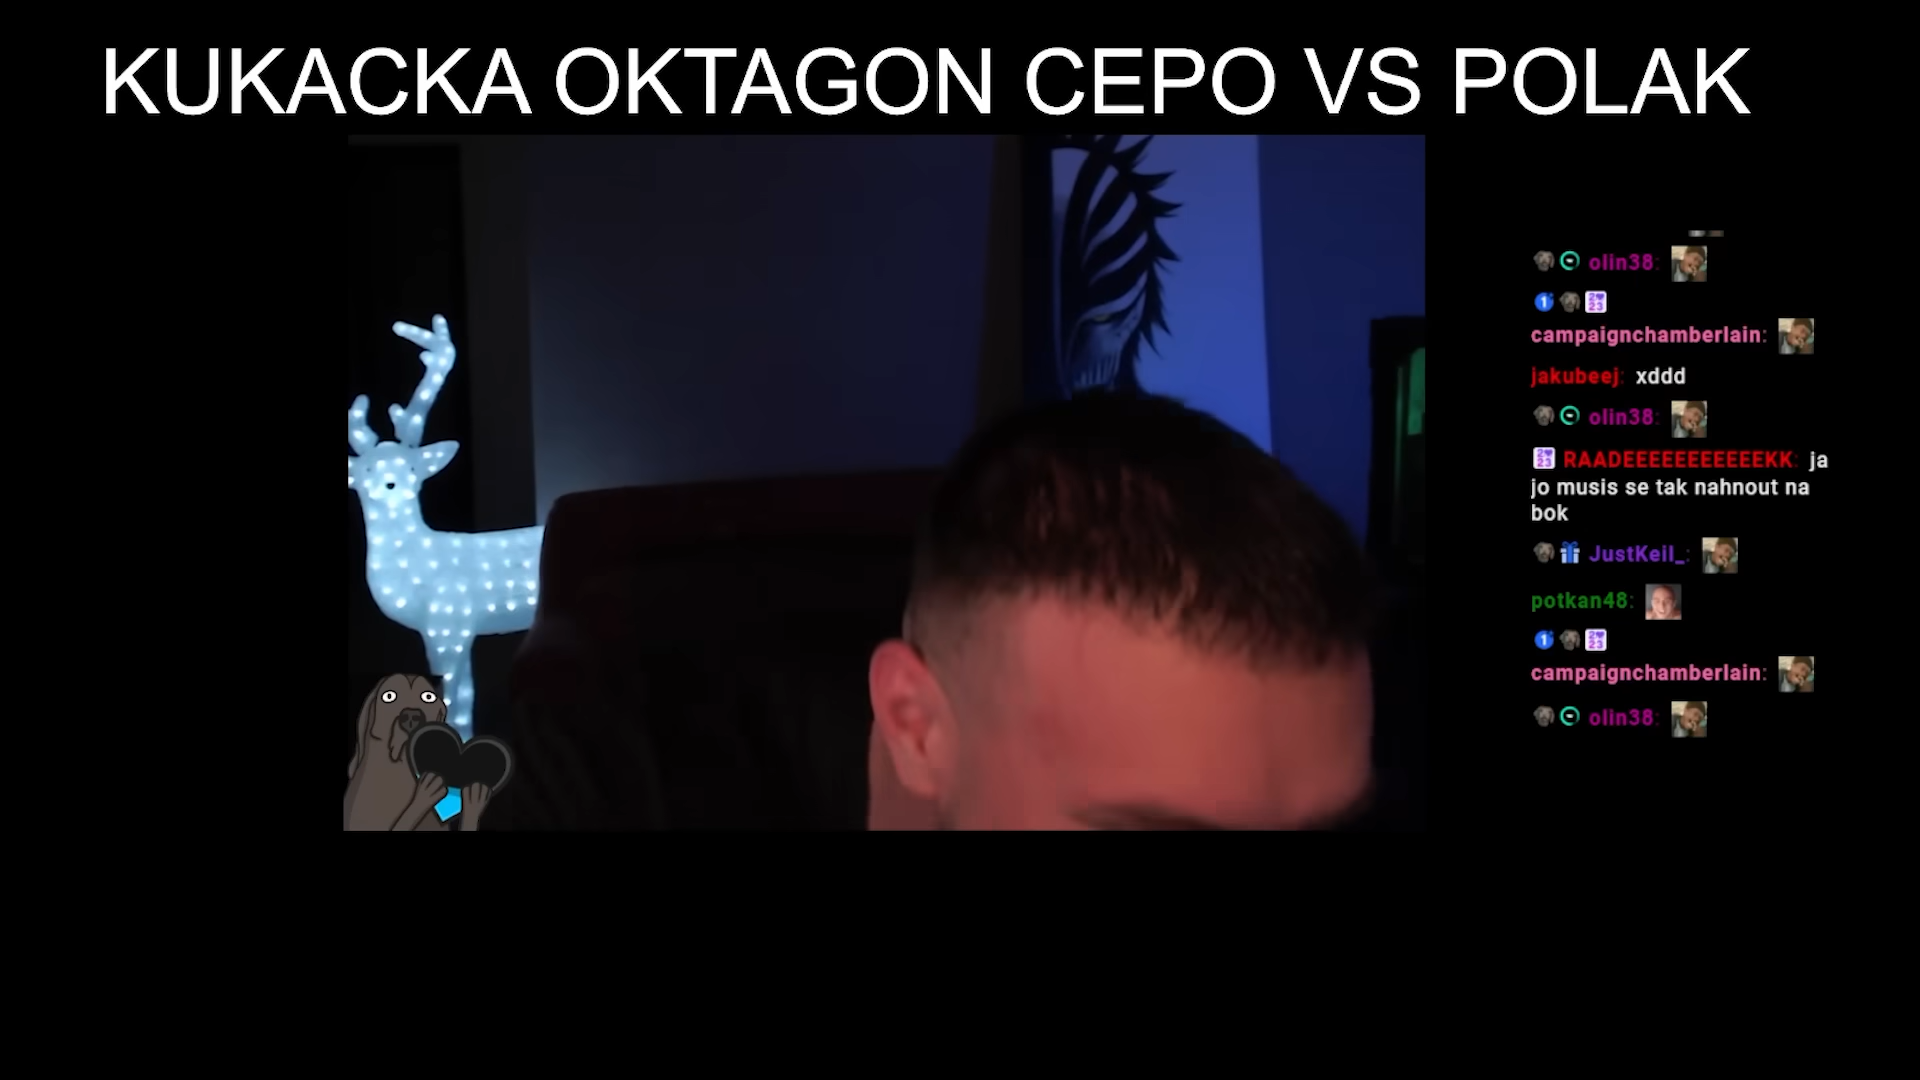 KUKACKA OKTAGON CEPO VS POLAK
olin38:
campaignchamberlain:
jakubeej: xddd
olin38:
RAADEEEEEEEEEEEKK: ja
jo musis se tak nahnout na
bok
JustKeil_:
potkan48:
campaignchamberlain:
olin38: